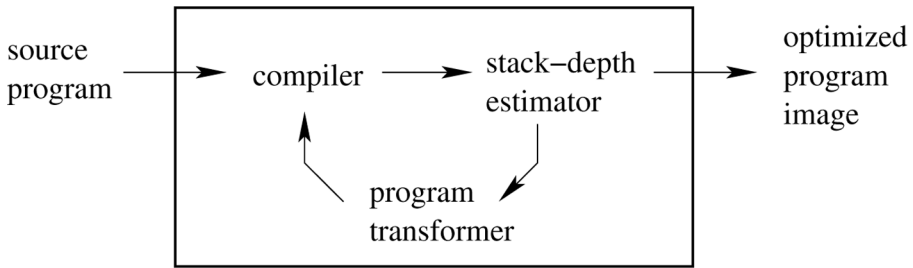 source
program
compiler
stack−depth
estimator
optimized
program
image
program
transformer